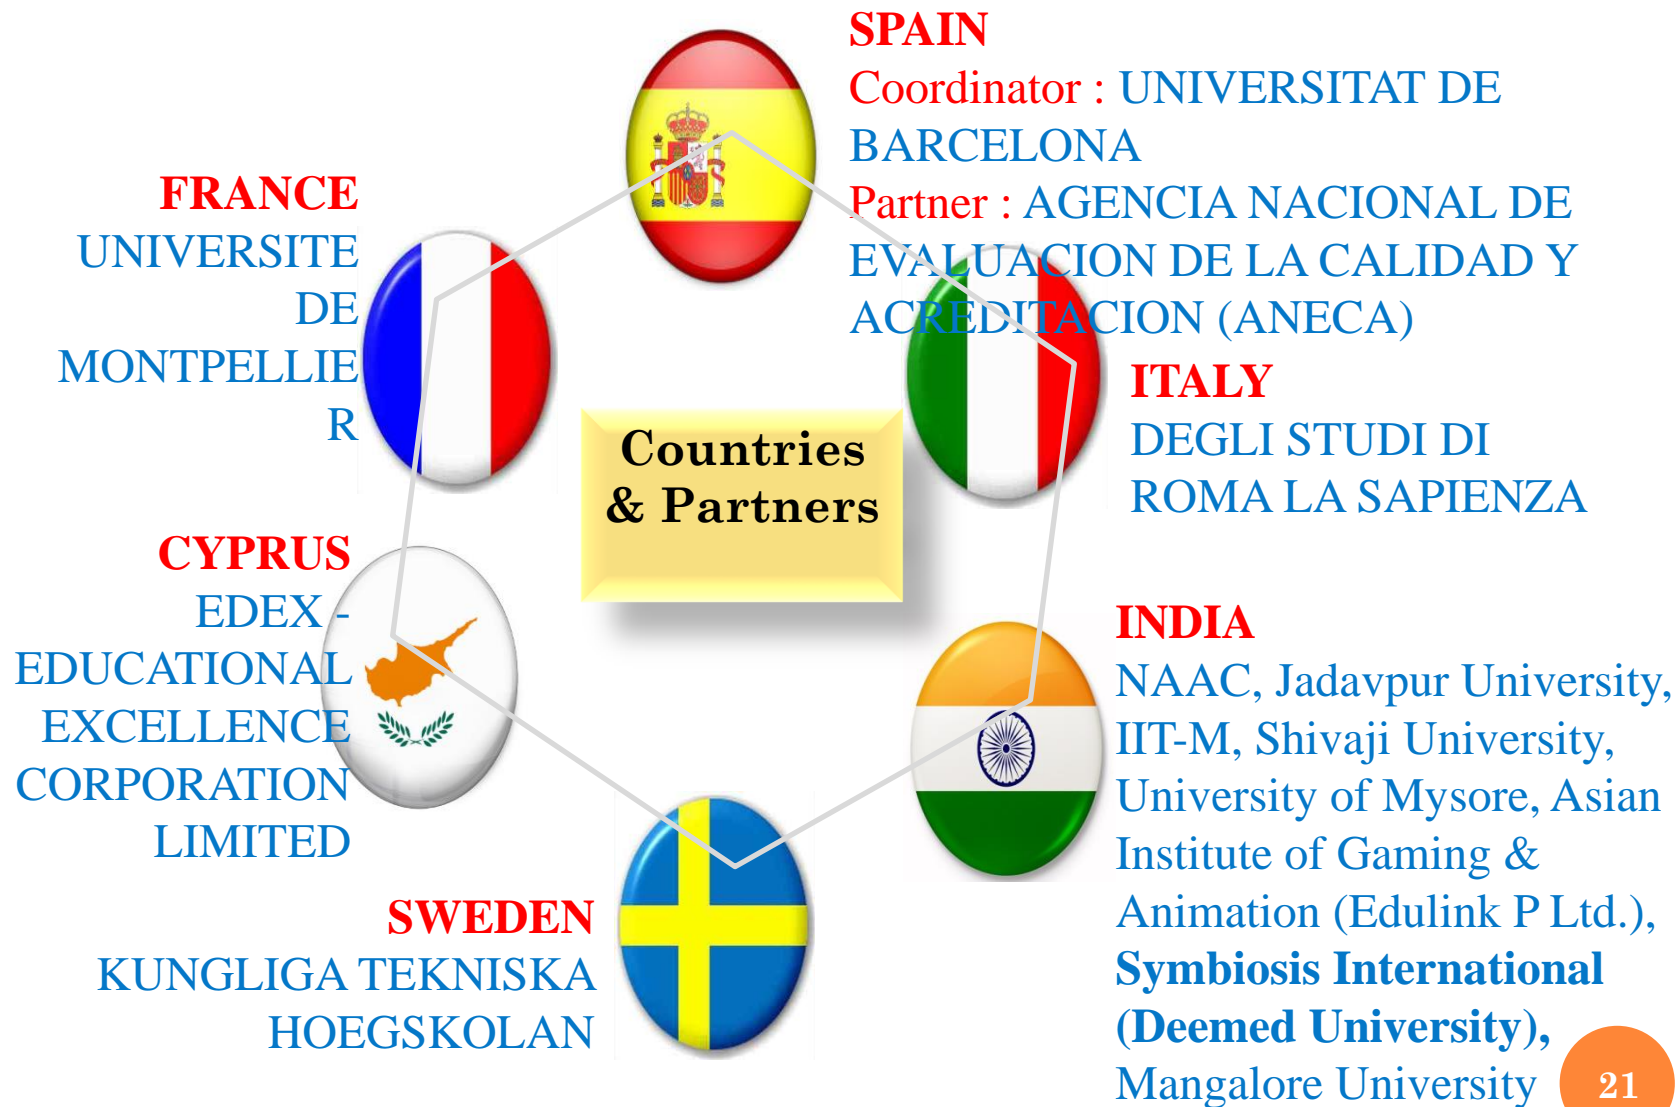 SPAIN
Coordinator : UNIVERSITAT DE
BARCELONA
Partner : AGENCIA NACIONAL DE
EVALUACION DE LA CALIDAD Y
ACREDITACION (ANECA)
FRANCE
UNIVERSITE
DE
MONTPELLIE
R
ITALY
DEGLI STUDI DI
ROMA LA SAPIENZA
Countries
& Partners
CYPRUS
EDEX -
EDUCATIONAL
EXCELLENCE
CORPORATION
LIMITED
INDIA
NAAC, Jadavpur University,
IIT-M, Shivaji University,
University of Mysore, Asian
Institute of Gaming &
Animation (Edulink P Ltd.),
Symbiosis International
(Deemed University),
Mangalore University
SWEDEN
KUNGLIGA TEKNISKA
HOEGSKOLAN
21